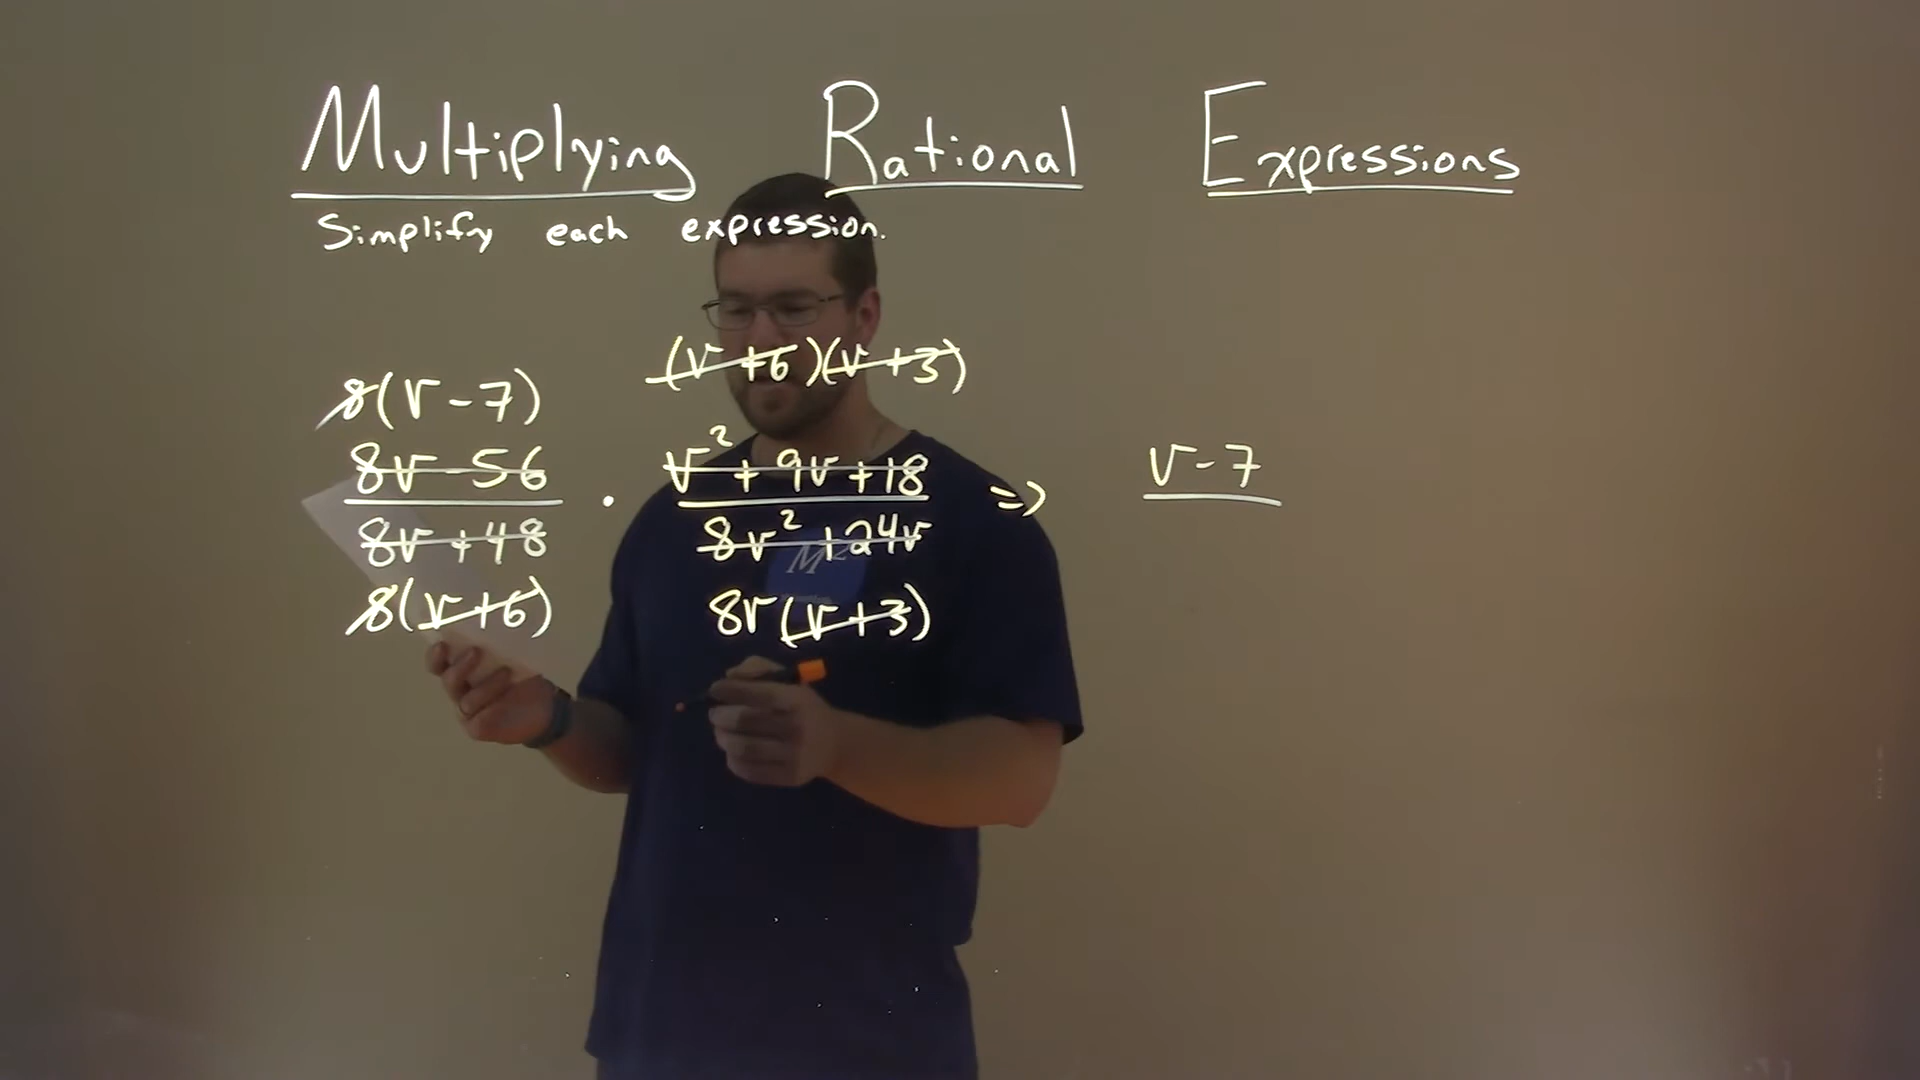 Multiplying Rational Expressions
Simplify each expression.
(v+6)(v+3)
8(v-7)
8v-56 v²+9v+18 v-7
· =>
8v+48 8v²+24v
M²
8(v+6) 8v(v+3)